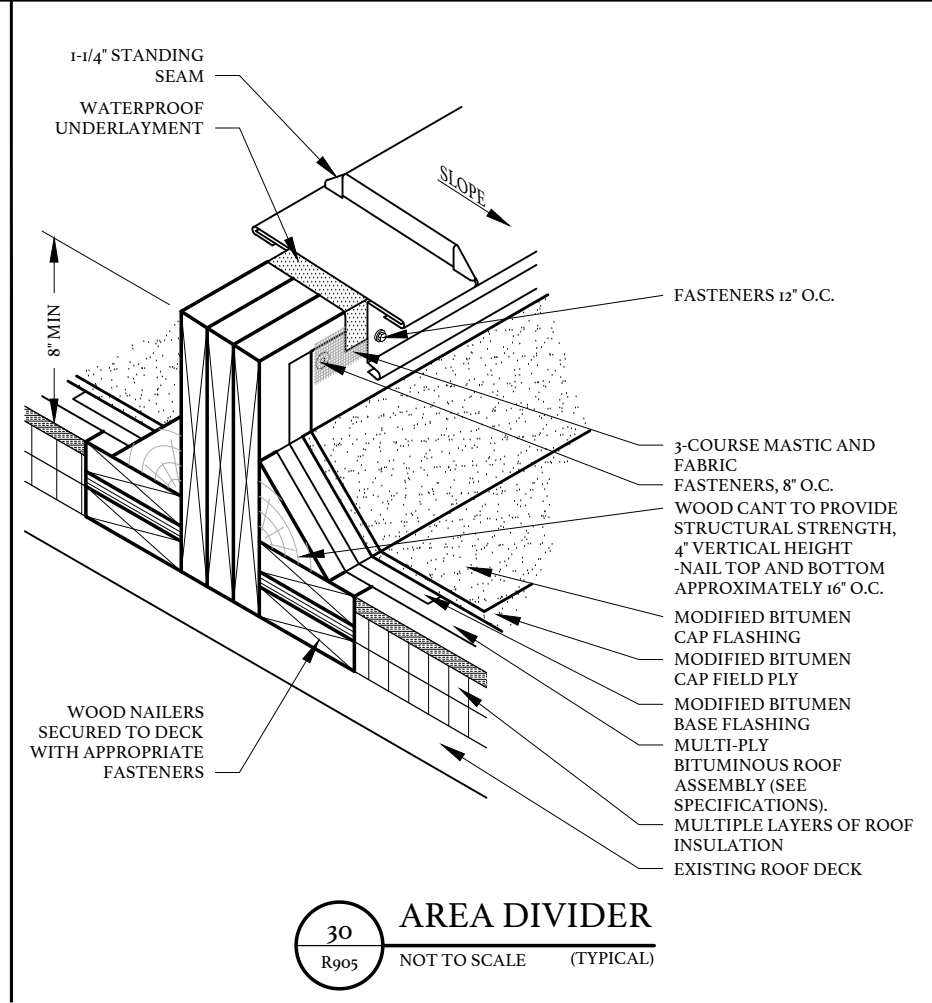 1-1/4" STANDING
SEAM
WATERPROOF
UNDERLAYMENT
SLOPE
8" MIN
FASTENERS 12" O.C.
3-COURSE MASTIC AND
FABRIC
FASTENERS, 8" O.C.
WOOD CANT TO PROVIDE
STRUCTURAL STRENGTH,
4" VERTICAL HEIGHT
-NAIL TOP AND BOTTOM
APPROXIMATELY 16" O.C.
MODIFIED BITUMEN
CAP FLASHING
MODIFIED BITUMEN
CAP FIELD PLY
MODIFIED BITUMEN
BASE FLASHING
MULTI-PLY
BITUMINOUS ROOF
ASSEMBLY (SEE
SPECIFICATIONS).
MULTIPLE LAYERS OF ROOF
INSULATION
EXISTING ROOF DECK
WOOD NAILERS
SECURED TO DECK
WITH APPROPRIATE
FASTENERS
30
R905
AREA DIVIDER
NOT TO SCALE (TYPICAL)